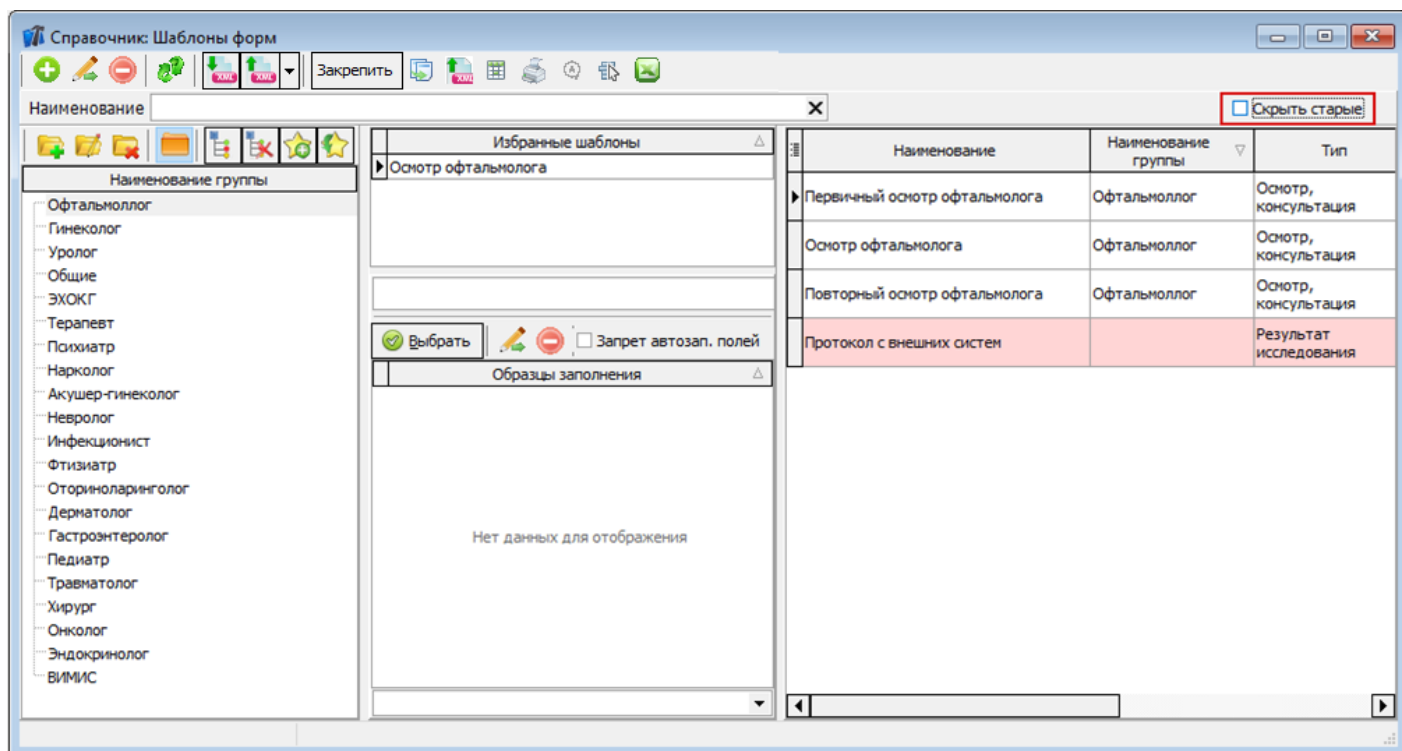 Справочник: Шаблоны форм
XML XML Закрепить XML
Наименование
Скрыть старые
Наименование группы
Офтальмоллог
Гинеколог
Уролог
Общие
ЭХОКГ
Терапевт
Психиатр
Нарколог
Акушер-гинеколог
Невролог
Инфекционист
Фтизиатр
Оториноларинголог
Дерматолог
Гастроэнтеролог
Педиатр
Травматолог
Хирург
Онколог
Эндокринолог
ВИМИС
Избранные шаблоны
Осмотр офтальмолога
Выбрать
Запрет автозап. полей
Образцы заполнения
Нет данных для отображения
Наименование
Наименование
группы
Тип
Первичный осмотр офтальмолога
Офтальмоллог
Осмотр,
консультация
Осмотр офтальмолога
Офтальмоллог
Осмотр,
консультация
Повторный осмотр офтальмолога
Офтальмоллог
Осмотр,
консультация
Протокол с внешних систем
Результат
исследования